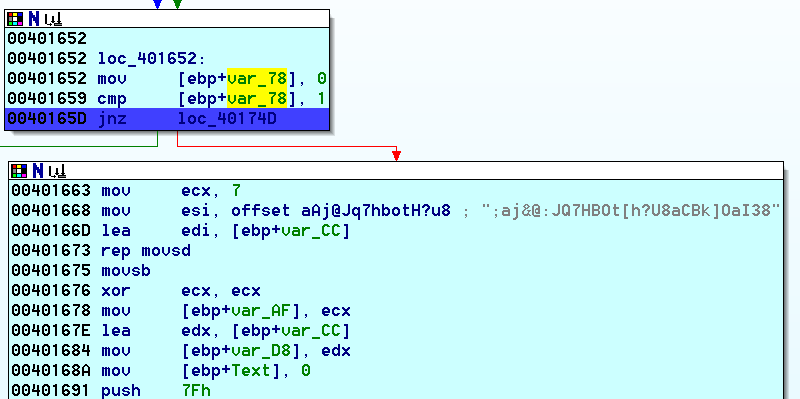 00401652
00401652 loc_401652:
00401652 mov [ebp+var_78], 0
00401659 cmp [ebp+var_78], 1
0040165D jnz loc_40174D
00401663 mov ecx, 7
00401668 mov esi, offset aAj@Jq7hbotH?u8 ; ";aj&@:JQ7HBOt[h?U8aCBk]OaI38"
0040166D lea edi, [ebp+var_CC]
00401673 rep movsd
00401675 movsb
00401676 xor ecx, ecx
00401678 mov [ebp+var_AF], ecx
0040167E lea edx, [ebp+var_CC]
00401684 mov [ebp+var_D8], edx
0040168A mov [ebp+Text], 0
00401691 push 7Fh